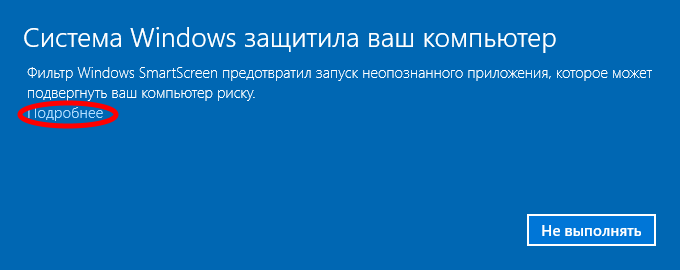 Система Windows защитила ваш компьютер
Фильтр Windows SmartScreen предотвратил запуск неопознанного приложения, которое может
подвергнуть ваш компьютер риску.
Подробнее
Не выполнять